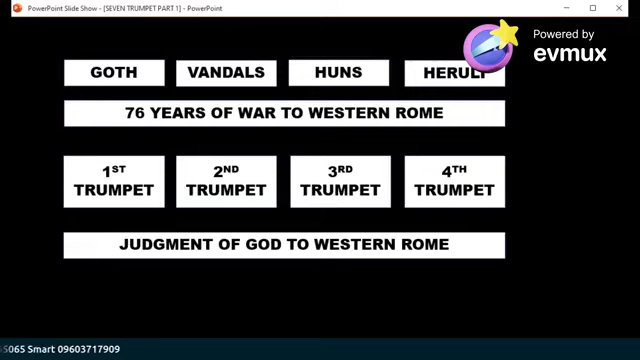 PowerPoint Slide Show - [SEVEN TRUMPET PART 1] - PowerPoint
Powered by
evmux
GOTH VANDALS HUNS HERULI
76 YEARS OF WAR TO WESTERN ROME
1ST TRUMPET 2ND TRUMPET 3RD TRUMPET 4TH TRUMPET
JUDGMENT OF GOD TO WESTERN ROME
5065 Smart 09603717909